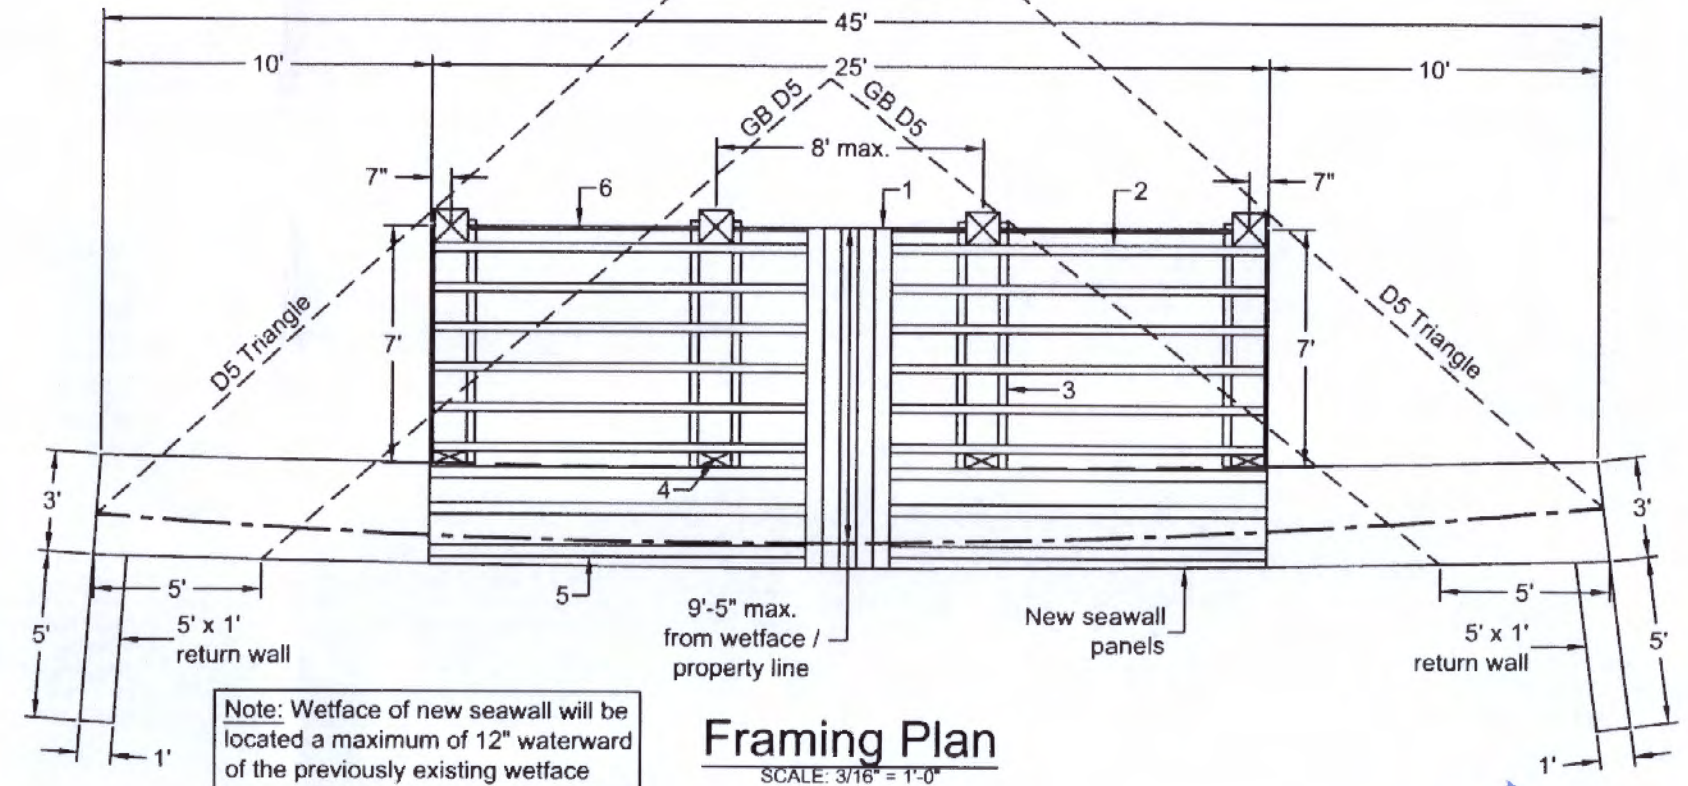 45'
10'
25'
10'
GB D5
GB D5
8' max.
7"
6
1
2
7"
D5 Triangle
D5 Triangle
7'
7'
3
4
3'
3'
5'
5
9'-5" max.
from wetface /
property line
New seawall
panels
5'
5'
5' x 1'
return wall
5' x 1'
return wall
5'
1'
1'
Note: Wetface of new seawall will be
located a maximum of 12" waterward
of the previously existing wetface
Framing Plan
SCALE: 3/16" = 1'-0"